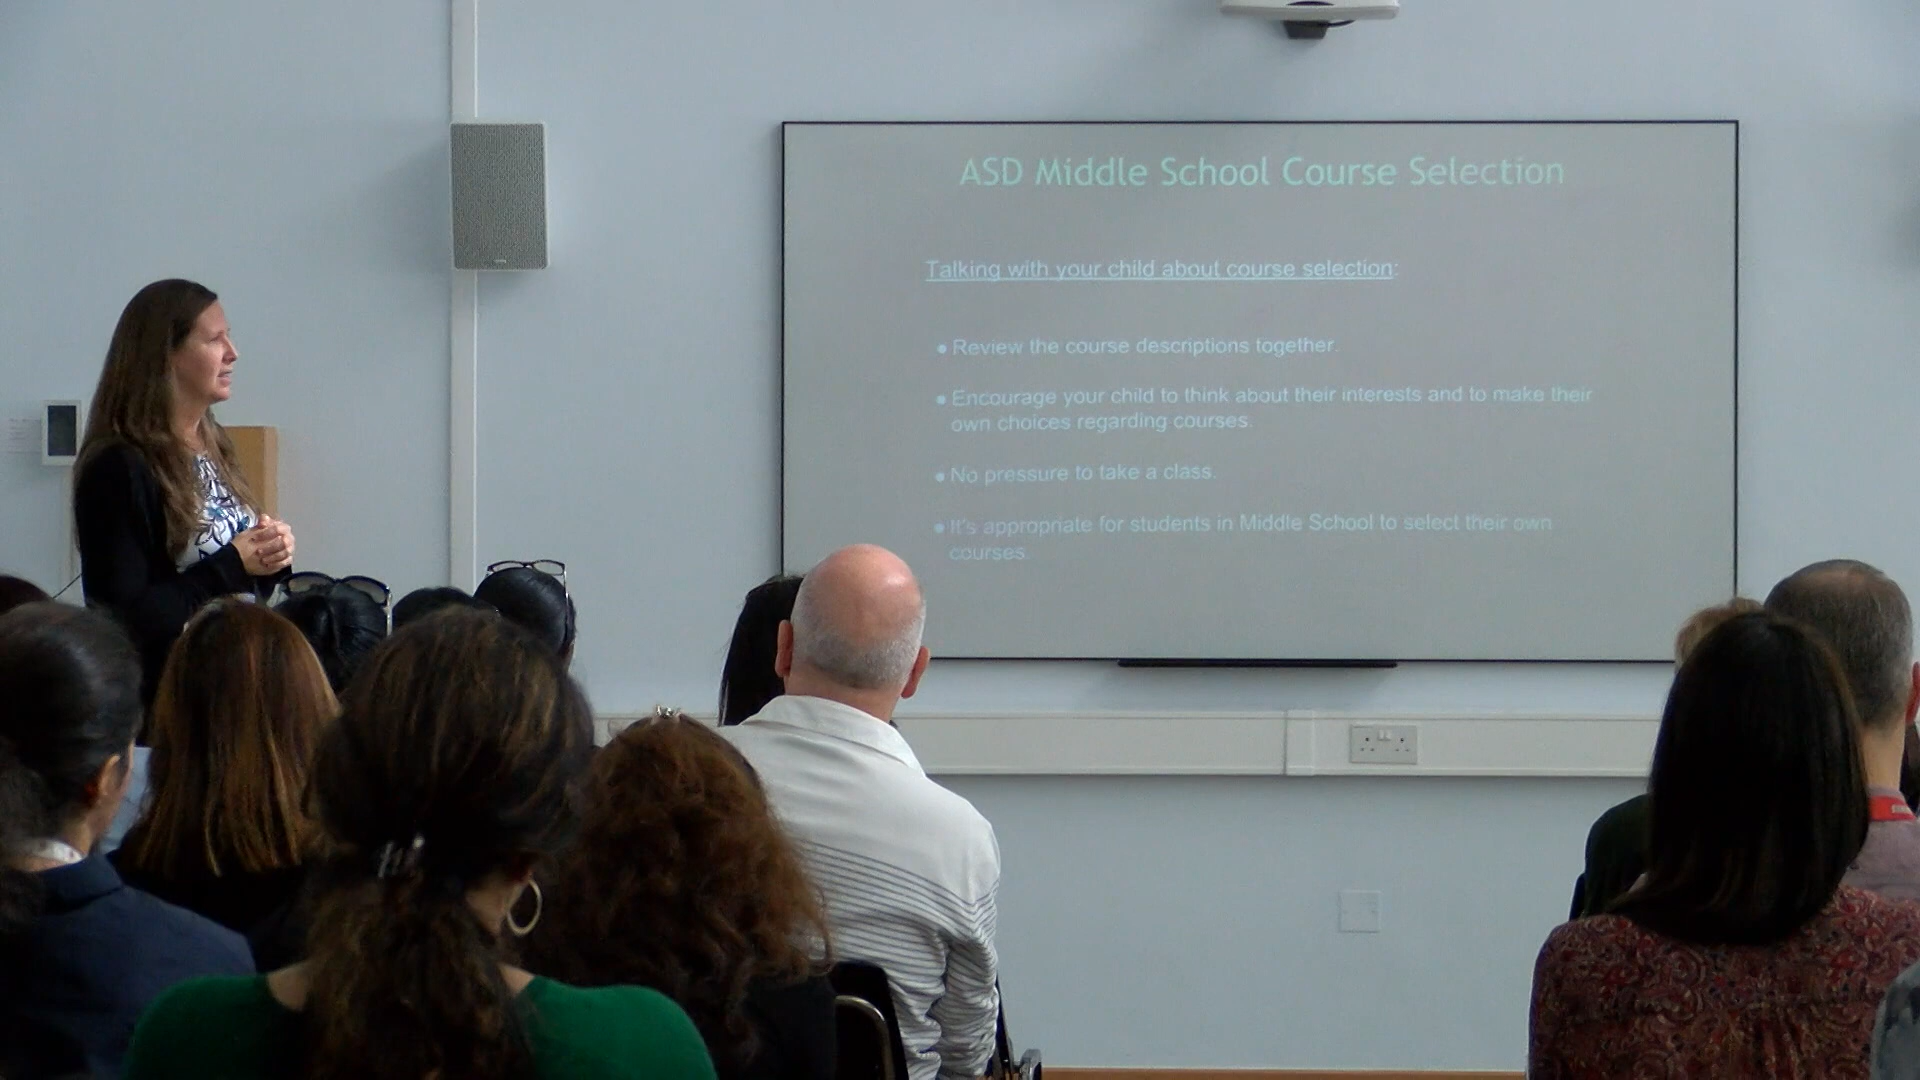 ASD Middle School Course Selection
Talking with your child about course selection:
● Review the course descriptions together.
● Encourage your child to think about their interests and to make their
own choices regarding courses.
● No pressure to take a class.
● It's appropriate for students in Middle School to select their own
courses.